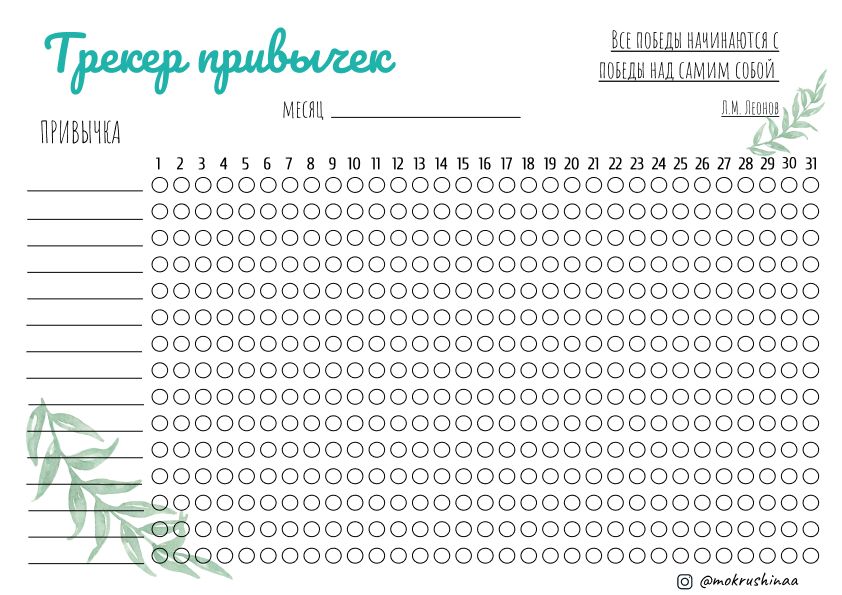 Трекер привычек
Все победы начинаются с
победы над самим собой
Л.М. Леонов
месяц
ПРИВЫЧКА
1 2 3 4 5 6 7 8 9 10 11 12 13 14 15 16 17 18 19 20 21 22 23 24 25 26 27 28 29 30 31
@mokrushinaa